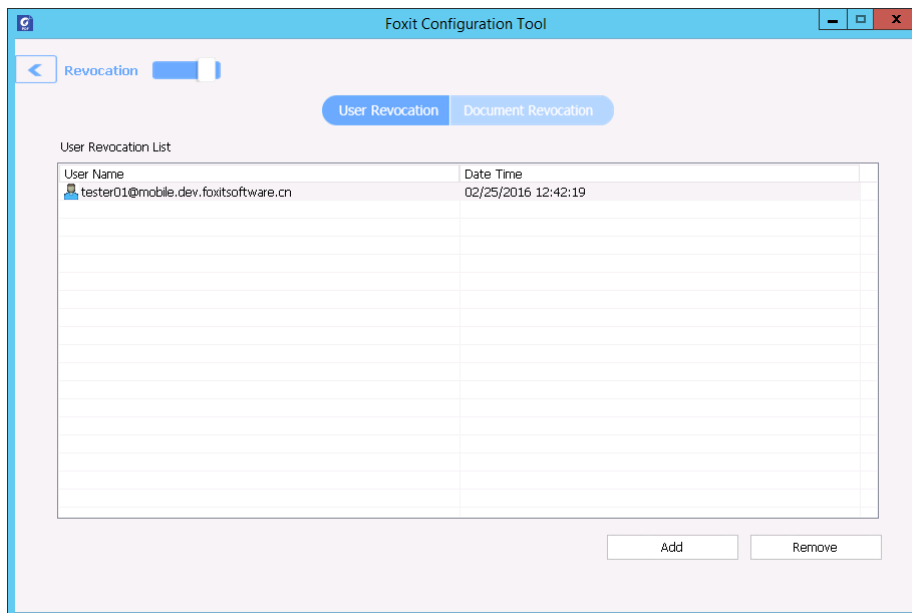 Foxit Configuration Tool
Revocation
User Revocation Document Revocation
User Revocation List
User Name Date Time
tester01@mobile.dev.foxitsoftware.cn 02/25/2016 12:42:19
Add Remove